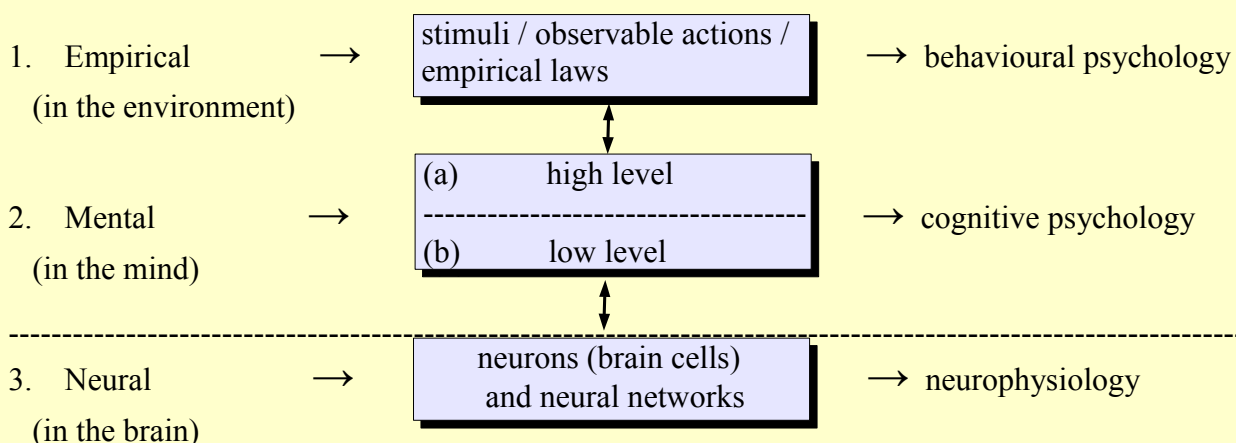 1. Empirical → stimuli / observable actions / → behavioural psychology
(in the environment) empirical laws
(a) high level
2. Mental → ------------------------------------- → cognitive psychology
(b) low level
(in the mind)
3. Neural → neurons (brain cells) → neurophysiology
and neural networks
(in the brain)